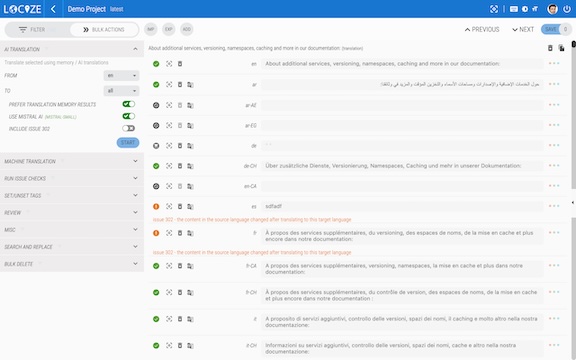 LOCIZE
Demo Project latest
FILTER
BULK ACTIONS
IMP
EXP
ADD
PREVIOUS
NEXT
SAVE 0
AI TRANSLATION
Translate selected using memory / AI translations
FROM
en
TO
all
PREFER TRANSLATION MEMORY RESULTS
USE MISTRAL AI (MISTRAL-SMALL)
INCLUDE ISSUE 302
START
MACHINE TRANSLATION
RUN ISSUE CHECKS
SET/UNSET TAGS
REVIEW
MISC
SEARCH AND REPLACE
BULK DELETE
About additional services, versioning, namespaces, caching and more in our documentation: (translation)
en About additional services, versioning, namespaces, caching and more in our documentation:
ar
ar-AE
ar-EG
de
de-CH Über zusätzliche Dienste, Versionierung, Namespaces, Caching und mehr in unserer Dokumentation:
en-CA
es sdfadf
issue 302 - the content in the source language changed after translating to this target language
fr À propos des services supplémentaires, du versioning, des espaces de noms, de la mise en cache et plus
encore dans notre documentation:
issue 302 - the content in the source language changed after translating to this target language
fr-CA À propos des services supplémentaires, versioning, namespaces, la mise en cache et plus dans notre
documentation:
fr-CH À propos des services supplémentaires, du contrôle de version, des espaces de noms, de la mise en cache
et plus encore dans notre documentation :
it A proposito di servizi aggiuntivi, controllo delle versioni, spazi dei nomi, il caching e molto altro nella nostra
documentazione:
it-CH Informazioni su servizi aggiuntivi, controllo delle versioni, spazi dei nomi, cache e altro nella nostra
documentazione: